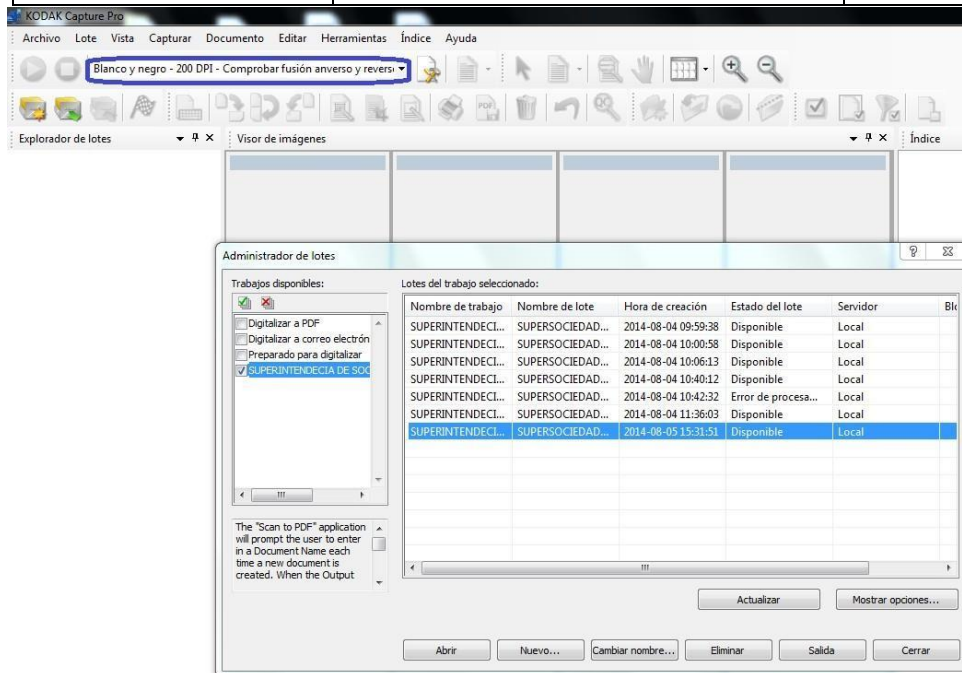 KODAK Capture Pro
Archivo Lote Vista Capturar Documento Editar Herramientas Índice Ayuda
Blanco y negro - 200 DPI - Comprobar fusión anverso y revers
Explorador de lotes
Visor de imágenes
Índice
Administrador de lotes
Trabajos disponibles:
Lotes del trabajo seleccionado:
Digitalizar a PDF
Digitalizar a correo electrón
Preparado para digitalizar
SUPERINTENDECIA DE SOC
Nombre de trabajo Nombre de lote Hora de creación Estado del lote Servidor Blo
SUPERINTENDECI... SUPERSOCIEDAD... 2014-08-04 09:59:38 Disponible Local
SUPERINTENDECI... SUPERSOCIEDAD... 2014-08-04 10:00:58 Disponible Local
SUPERINTENDECI... SUPERSOCIEDAD... 2014-08-04 10:06:13 Disponible Local
SUPERINTENDECI... SUPERSOCIEDAD... 2014-08-04 10:40:12 Disponible Local
SUPERINTENDECI... SUPERSOCIEDAD... 2014-08-04 10:42:32 Error de procesa... Local
SUPERINTENDECI... SUPERSOCIEDAD... 2014-08-04 11:36:03 Disponible Local
SUPERINTENDECI... SUPERSOCIEDAD... 2014-08-05 15:31:51 Disponible Local
The "Scan to PDF" application
will prompt the user to enter
in a Document Name each
time a new document is
created. When the Output
Actualizar Mostrar opciones...
Abrir Nuevo... Cambiar nombre... Eliminar Salida Cerrar